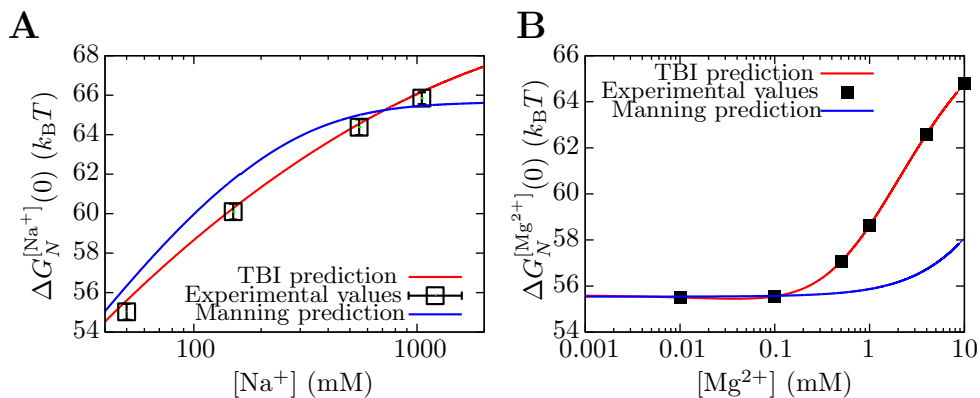 A
ΔG_N^{[Na⁺]}(0) (k_BT)
66
64
62
60
58
56
54
68
TBI prediction
Experimental values
Manning prediction
100
1000
[Na⁺] (mM)
B
ΔG_N^{[Mg²⁺]}(0) (k_BT)
66
64
62
60
58
56
54
TBI prediction
Experimental values
Manning prediction
0.001
0.01
0.1
1
10
[Mg²⁺] (mM)